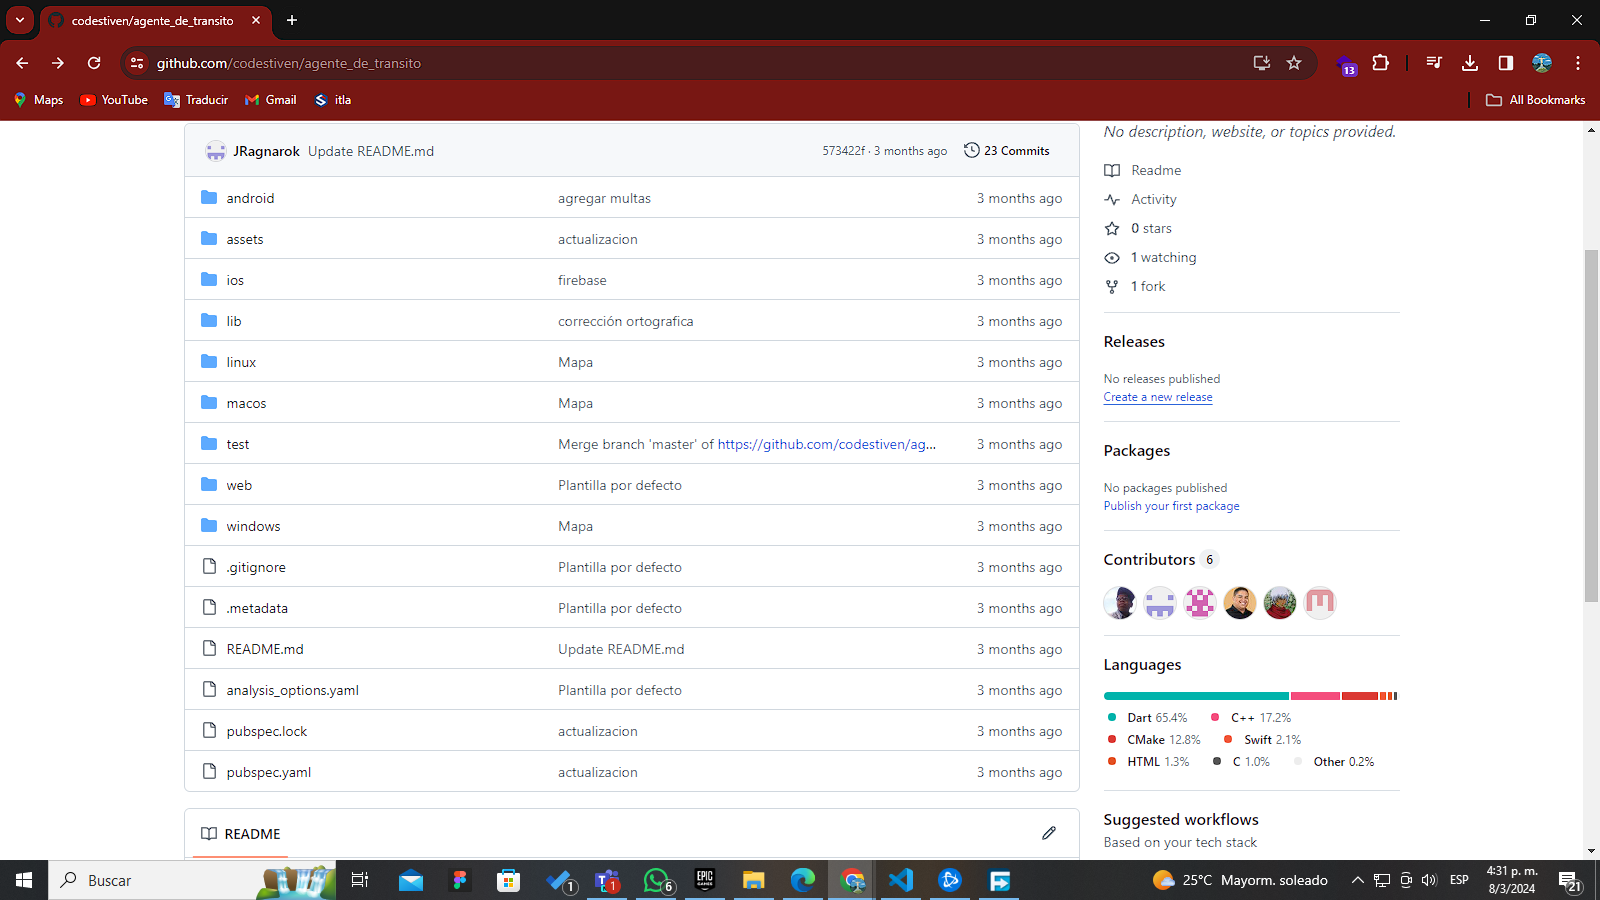 codestiven/agente_de_transito
github.com/codestiven/agente_de_transito
13
Maps
YouTube
Traducir
Gmail
itla
All Bookmarks
JRagnarok Update README.md 573422f · 3 months ago 23 Commits
android agregar multas 3 months ago
assets actualizacion 3 months ago
ios firebase 3 months ago
lib corrección ortografica 3 months ago
linux Mapa 3 months ago
macos Mapa 3 months ago
test Merge branch 'master' of https://github.com/codestiven/ag... 3 months ago
web Plantilla por defecto 3 months ago
windows Mapa 3 months ago
.gitignore Plantilla por defecto 3 months ago
.metadata Plantilla por defecto 3 months ago
README.md Update README.md 3 months ago
analysis_options.yaml Plantilla por defecto 3 months ago
pubspec.lock actualizacion 3 months ago
pubspec.yaml actualizacion 3 months ago
README
No description, website, or topics provided.
Readme
Activity
0 stars
1 watching
1 fork
Releases
No releases published
Create a new release
Packages
No packages published
Publish your first package
Contributors 6
Languages
Dart 65.4% C++ 17.2%
CMake 12.8% Swift 2.1%
HTML 1.3% C 1.0% Other 0.2%
Suggested workflows
Based on your tech stack
Buscar
1
1
6
EPIC
GAMES
25°C Mayorm. soleado
ESP
4:31 p. m.
8/3/2024
21